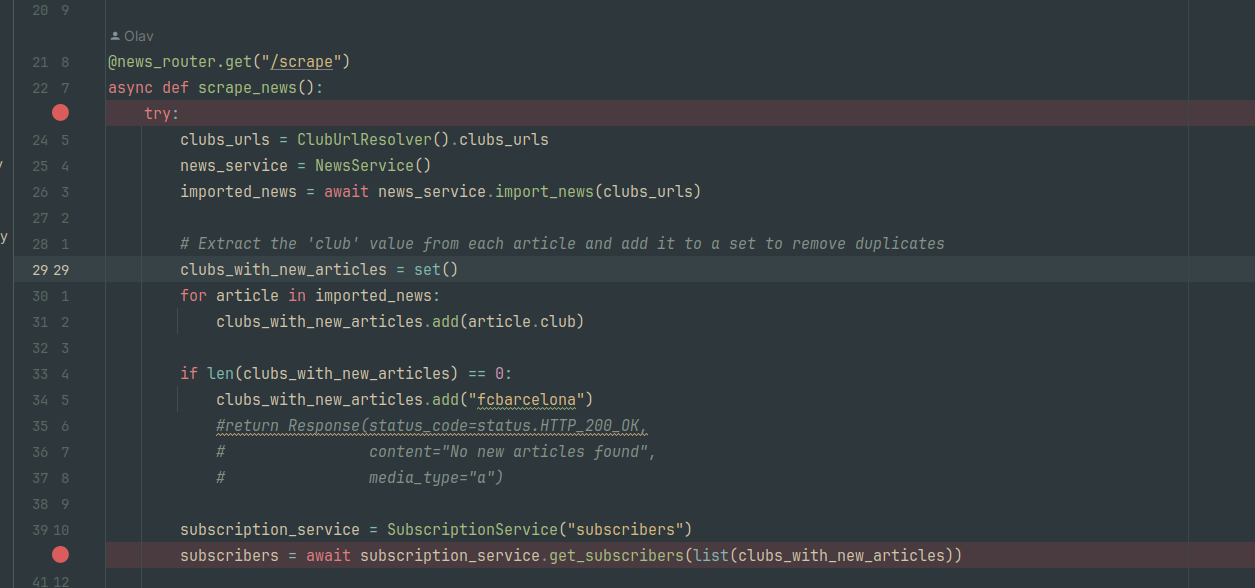 20 9
Olav
21 8 @news_router.get("/scrape")
22 7 async def scrape_news():
try:
24 5 clubs_urls = ClubUrlResolver().clubs_urls
25 4 news_service = NewsService()
26 3 imported_news = await news_service.import_news(clubs_urls)
27 2
28 1 # Extract the 'club' value from each article and add it to a set to remove duplicates
29 29 clubs_with_new_articles = set()
30 1 for article in imported_news:
31 2 clubs_with_new_articles.add(article.club)
32 3
33 4 if len(clubs_with_new_articles) == 0:
34 5 clubs_with_new_articles.add("fcbarcelona")
35 6 #return Response(status_code=status.HTTP_200_OK,
36 7 # content="No new articles found",
37 8 # media_type="a")
38 9
39 10 subscription_service = SubscriptionService("subscribers")
subscribers = await subscription_service.get_subscribers(list(clubs_with_new_articles))
41 12